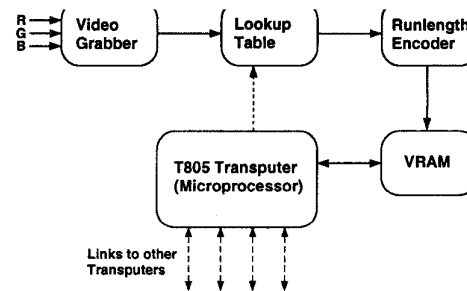 R
G
B
Video
Grabber
Lookup
Table
Runlength
Encoder
T805 Transputer
(Microprocessor)
VRAM
Links to other
Transputers